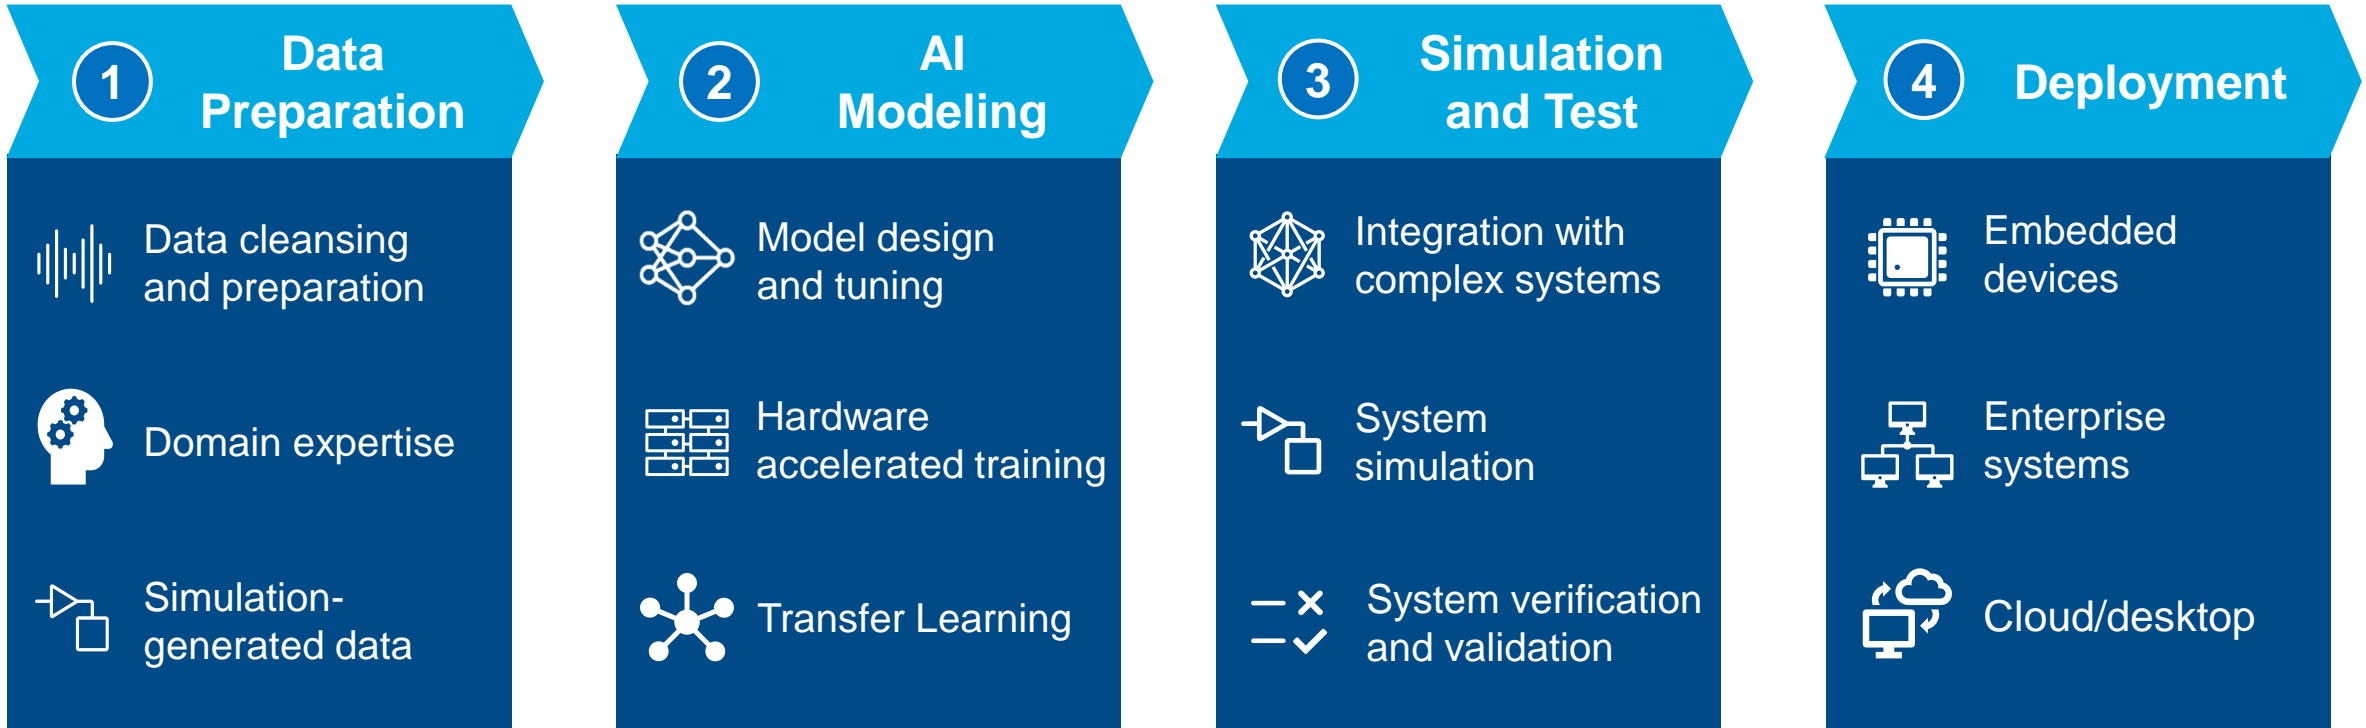 1
Data
Preparation
Data cleansing
and preparation
Domain expertise
Simulation-
generated data
2
AI
Modeling
Model design
and tuning
Hardware
accelerated training
Transfer Learning
3
Simulation
and Test
Integration with
complex systems
System
simulation
System verification
and validation
4
Deployment
Embedded
devices
Enterprise
systems
Cloud/desktop